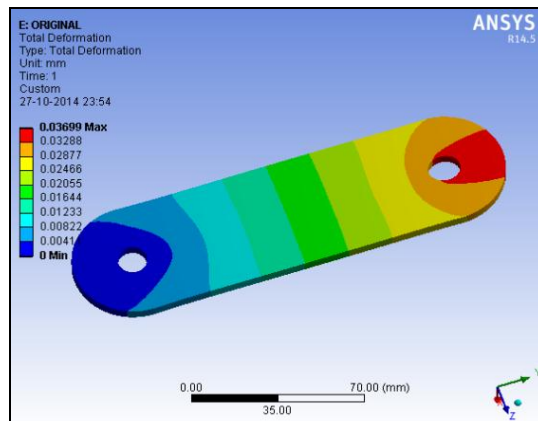 E: ORIGINAL
Total Deformation
Type: Total Deformation
Unit: mm
Time: 1
Custom
27-10-2014 23:54
ANSYS
R14.5
0.03699 Max
0.03288
0.02877
0.02466
0.02055
0.01644
0.01233
0.00822
0.0041
0 Min
0.00
70.00 (mm)
35.00
Y
Z